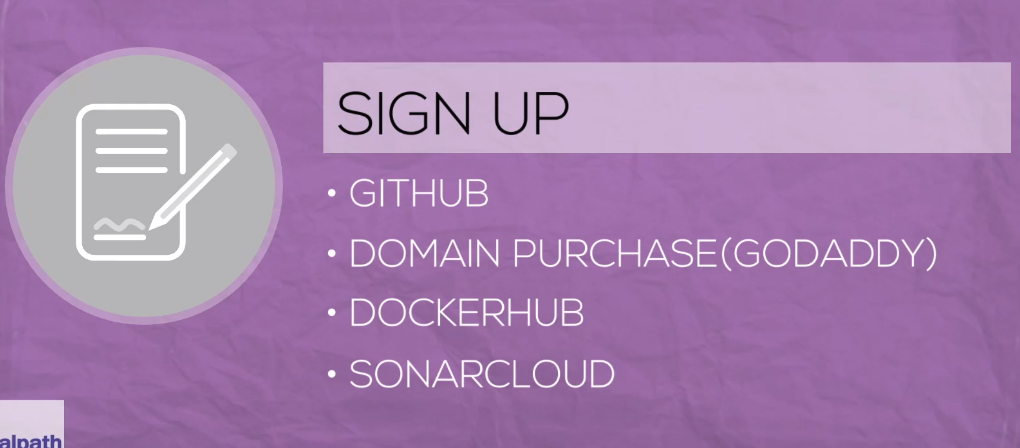 SIGN UP
• GITHUB
• DOMAIN PURCHASE(GODADDY)
• DOCKERHUB
• SONARCLOUD
alpath